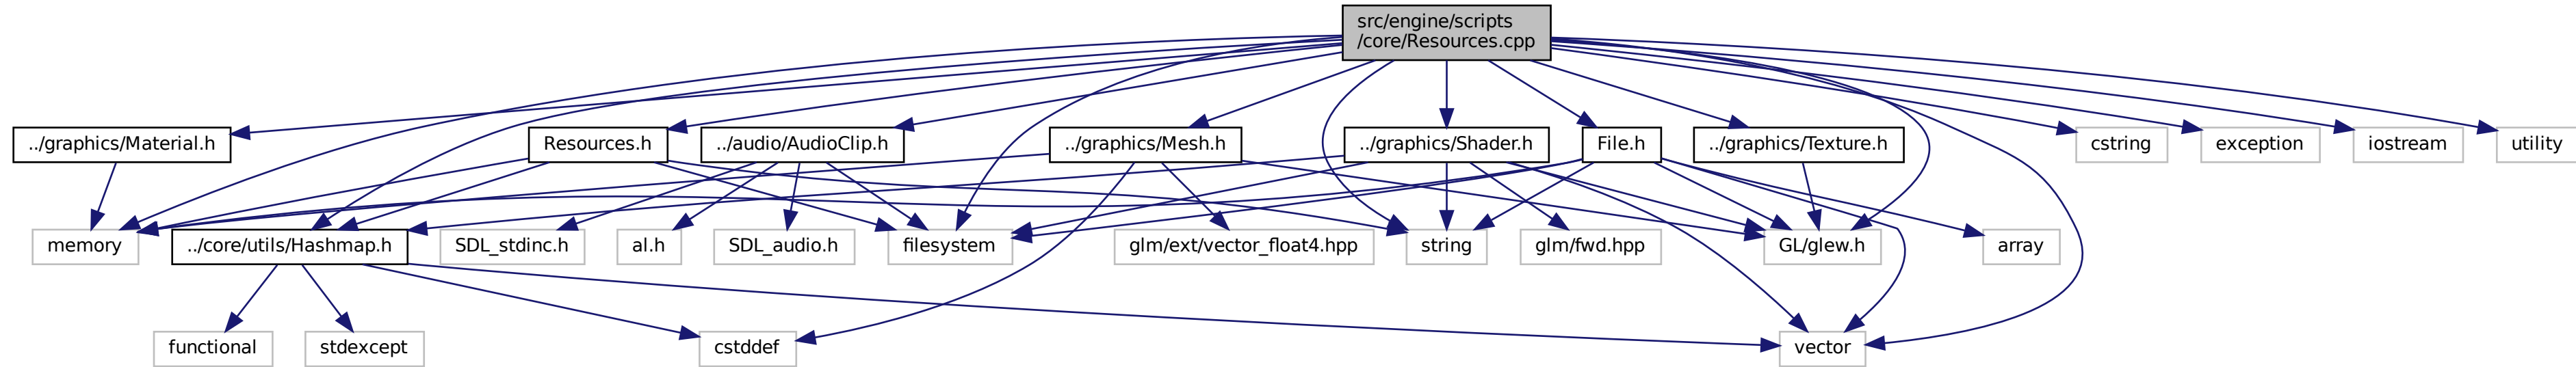 src/engine/scripts
/core/Resources.cpp
../graphics/Material.h
Resources.h
../audio/AudioClip.h
../graphics/Mesh.h
../graphics/Shader.h
File.h
../graphics/Texture.h
cstring
exception
iostream
utility
memory
../core/utils/Hashmap.h
SDL_stdinc.h
al.h
SDL_audio.h
filesystem
glm/ext/vector_float4.hpp
string
glm/fwd.hpp
GL/glew.h
array
functional
stdexcept
cstddef
vector